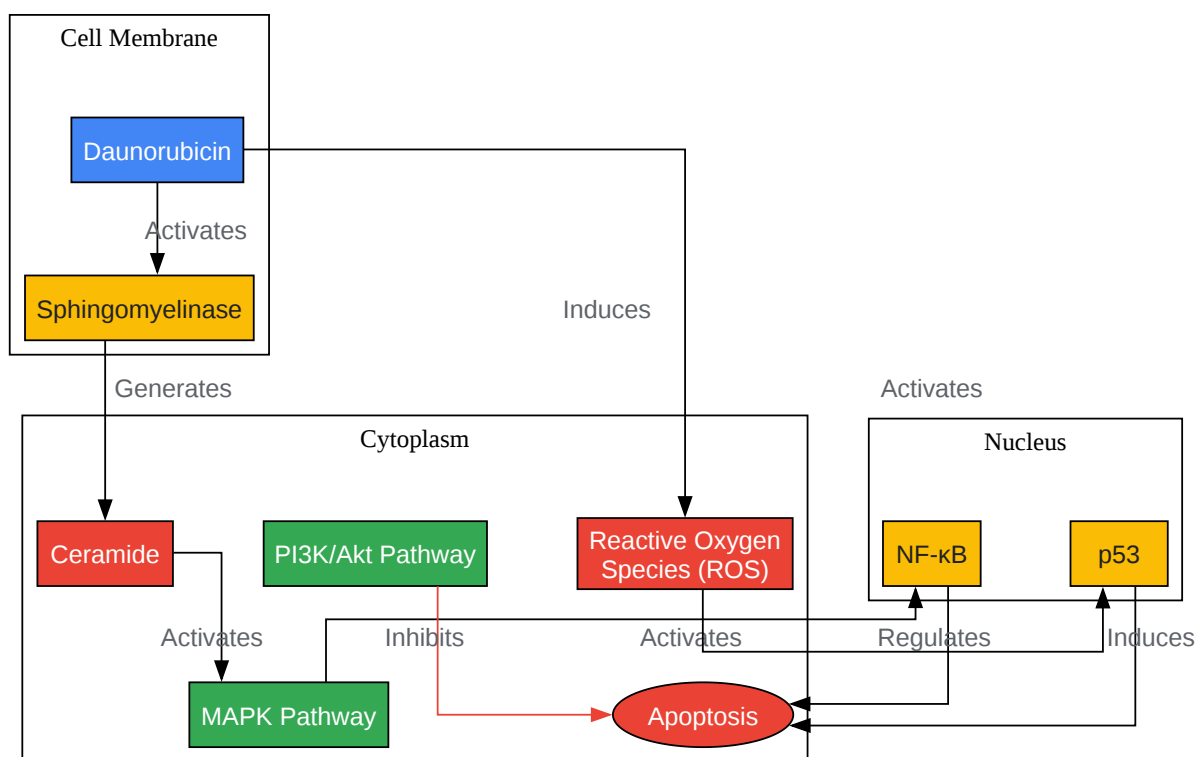 Cell Membrane
Daunorubicin
Activates
Sphingomyelinase
Induces
Generates
Activates
Cytoplasm
Nucleus
Ceramide
PI3K/Akt Pathway
Reactive Oxygen
Species (ROS)
NF-κB
p53
Activates
Inhibits
Activates
Regulates
Induces
MAPK Pathway
Apoptosis